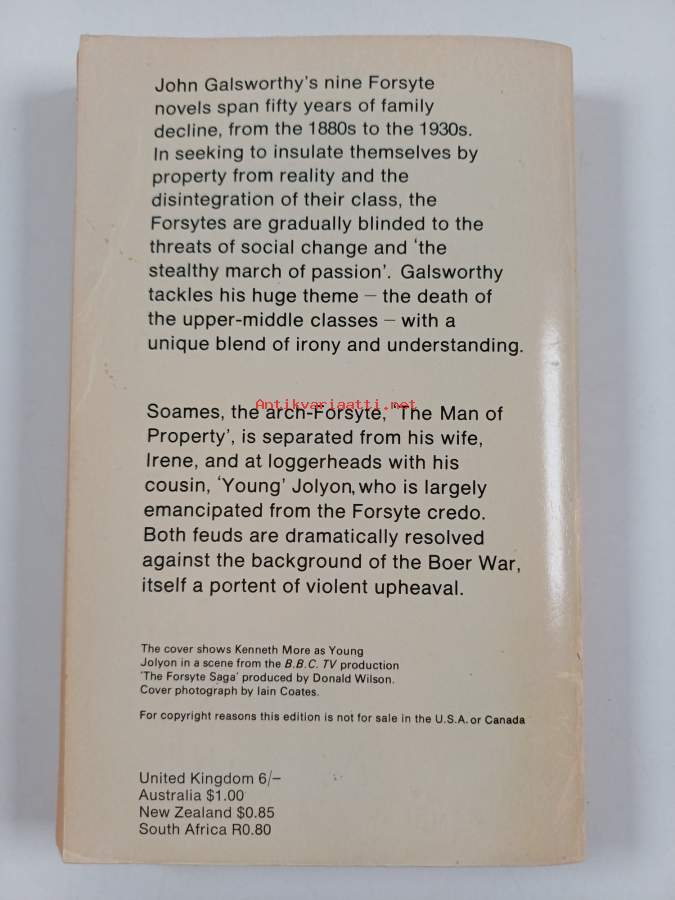 John Galsworthy's nine Forsyte
novels span fifty years of family
decline, from the 1880s to the 1930s.
In seeking to insulate themselves by
property from reality and the
disintegration of their class, the
Forsytes are gradually blinded to the
threats of social change and 'the
stealthy march of passion'. Galsworthy
tackles his huge theme – the death of
the upper-middle classes – with a
unique blend of irony and understanding.
Antikvariaatti.net
Soames, the arch-Forsyte, 'The Man of
Property', is separated from his wife,
Irene, and at loggerheads with his
cousin, 'Young' Jolyon, who is largely
emancipated from the Forsyte credo.
Both feuds are dramatically resolved
against the background of the Boer War,
itself a portent of violent upheaval.
The cover shows Kenneth More as Young
Jolyon in a scene from the B.B.C. TV production
'The Forsyte Saga' produced by Donald Wilson.
Cover photograph by Iain Coates.
For copyright reasons this edition is not for sale in the U.S.A. or Canada
United Kingdom 6/–
Australia $1.00
New Zealand $0.85
South Africa R0.80